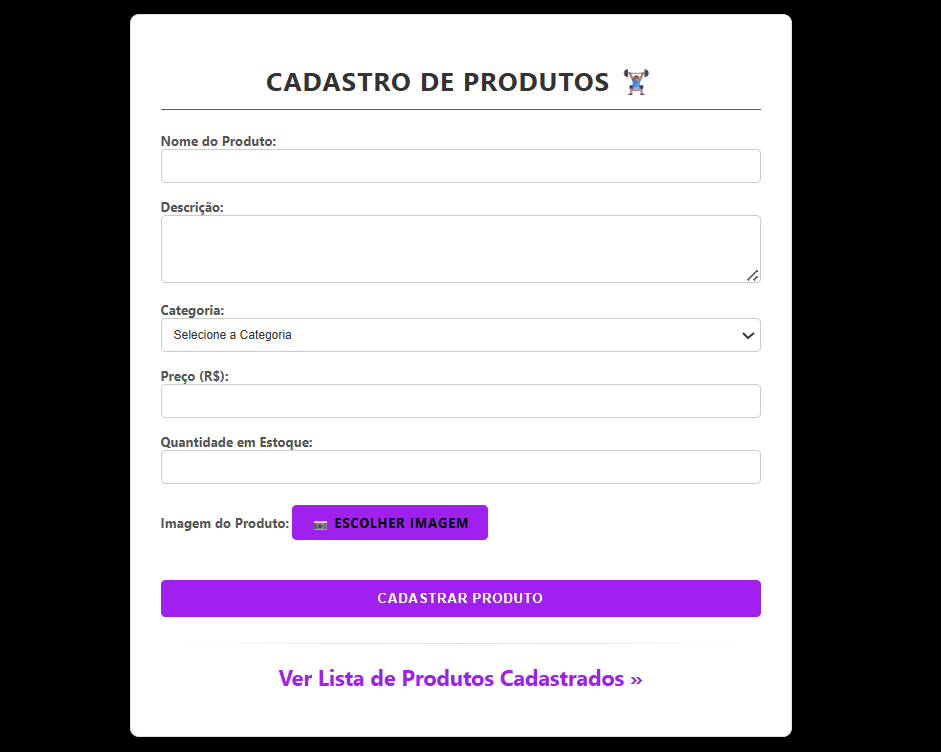 CADASTRO DE PRODUTOS 🏋🏽
Nome do Produto:
Descrição:
Categoria:
Selecione a Categoria
Preço (R$):
Quantidade em Estoque:
Imagem do Produto: 📷 ESCOLHER IMAGEM
CADASTRAR PRODUTO
Ver Lista de Produtos Cadastrados »